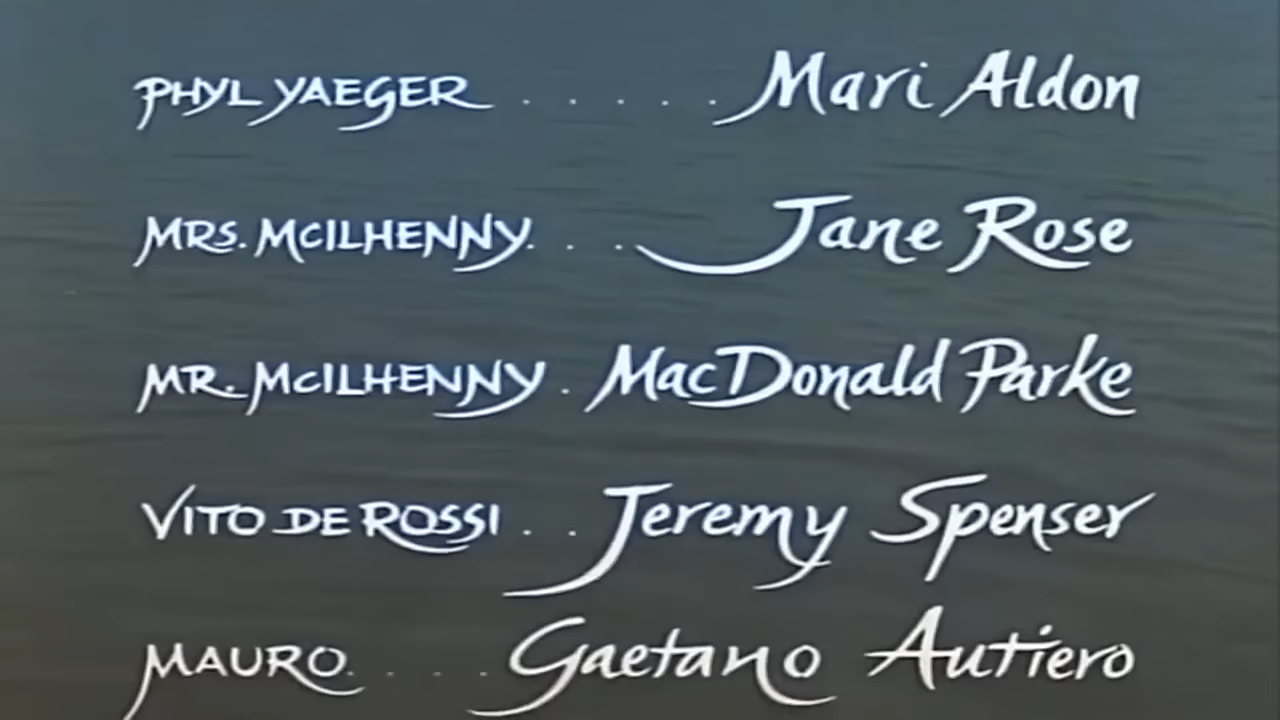 PHYL YAEGER . . . . . Mari Aldon
MRS. MCILHENNY. . . Jane Rose
MR. MCILHENNY . MacDonald Parke
VITO DE ROSSI . . Jeremy Spenser
MAURO. . . . Gaetano Autiero